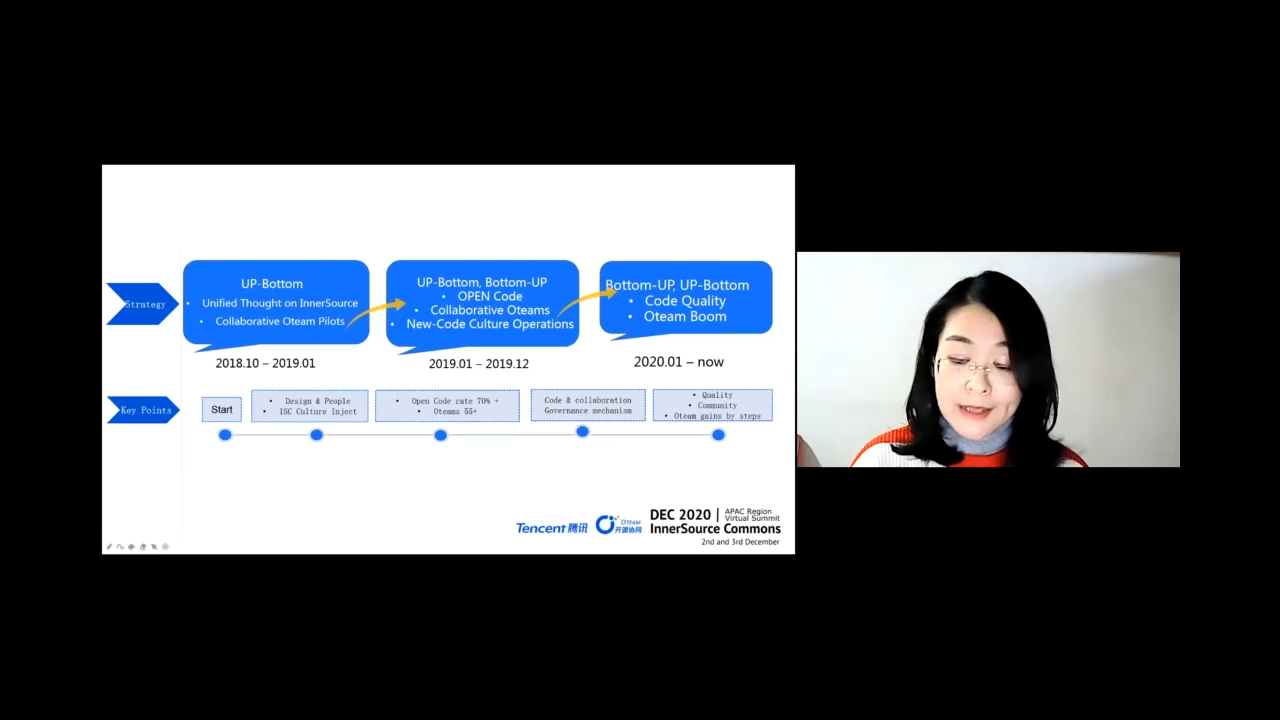 Strategy
UP-Bottom
• Unified Thought on InnerSource
• Collaborative Oteam Pilots
2018.10 – 2019.01
UP-Bottom, Bottom-UP
• OPEN Code
• Collaborative Oteams
• New-Code Culture Operations
2019.01 – 2019.12
Bottom-UP, UP-Bottom
• Code Quality
• Oteam Boom
2020.01 – now
Key Points
Start
• Design & People
• ISC Culture Inject
• Open Code rate 70% +
• Oteams 55+
Code & collaboration
Governance mechanism
• Quality
• Community
• Oteam gains by steps
Tencent 腾讯
OTEAM
开源协同
DEC 2020 | APAC Region
Virtual Summit
InnerSource Commons
2nd and 3rd December